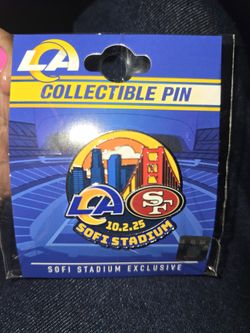 LA
COLLECTIBLE PIN
LA
SF
10.2.25
SOFI STADIUM
SOFI STADIUM EXCLUSIVE